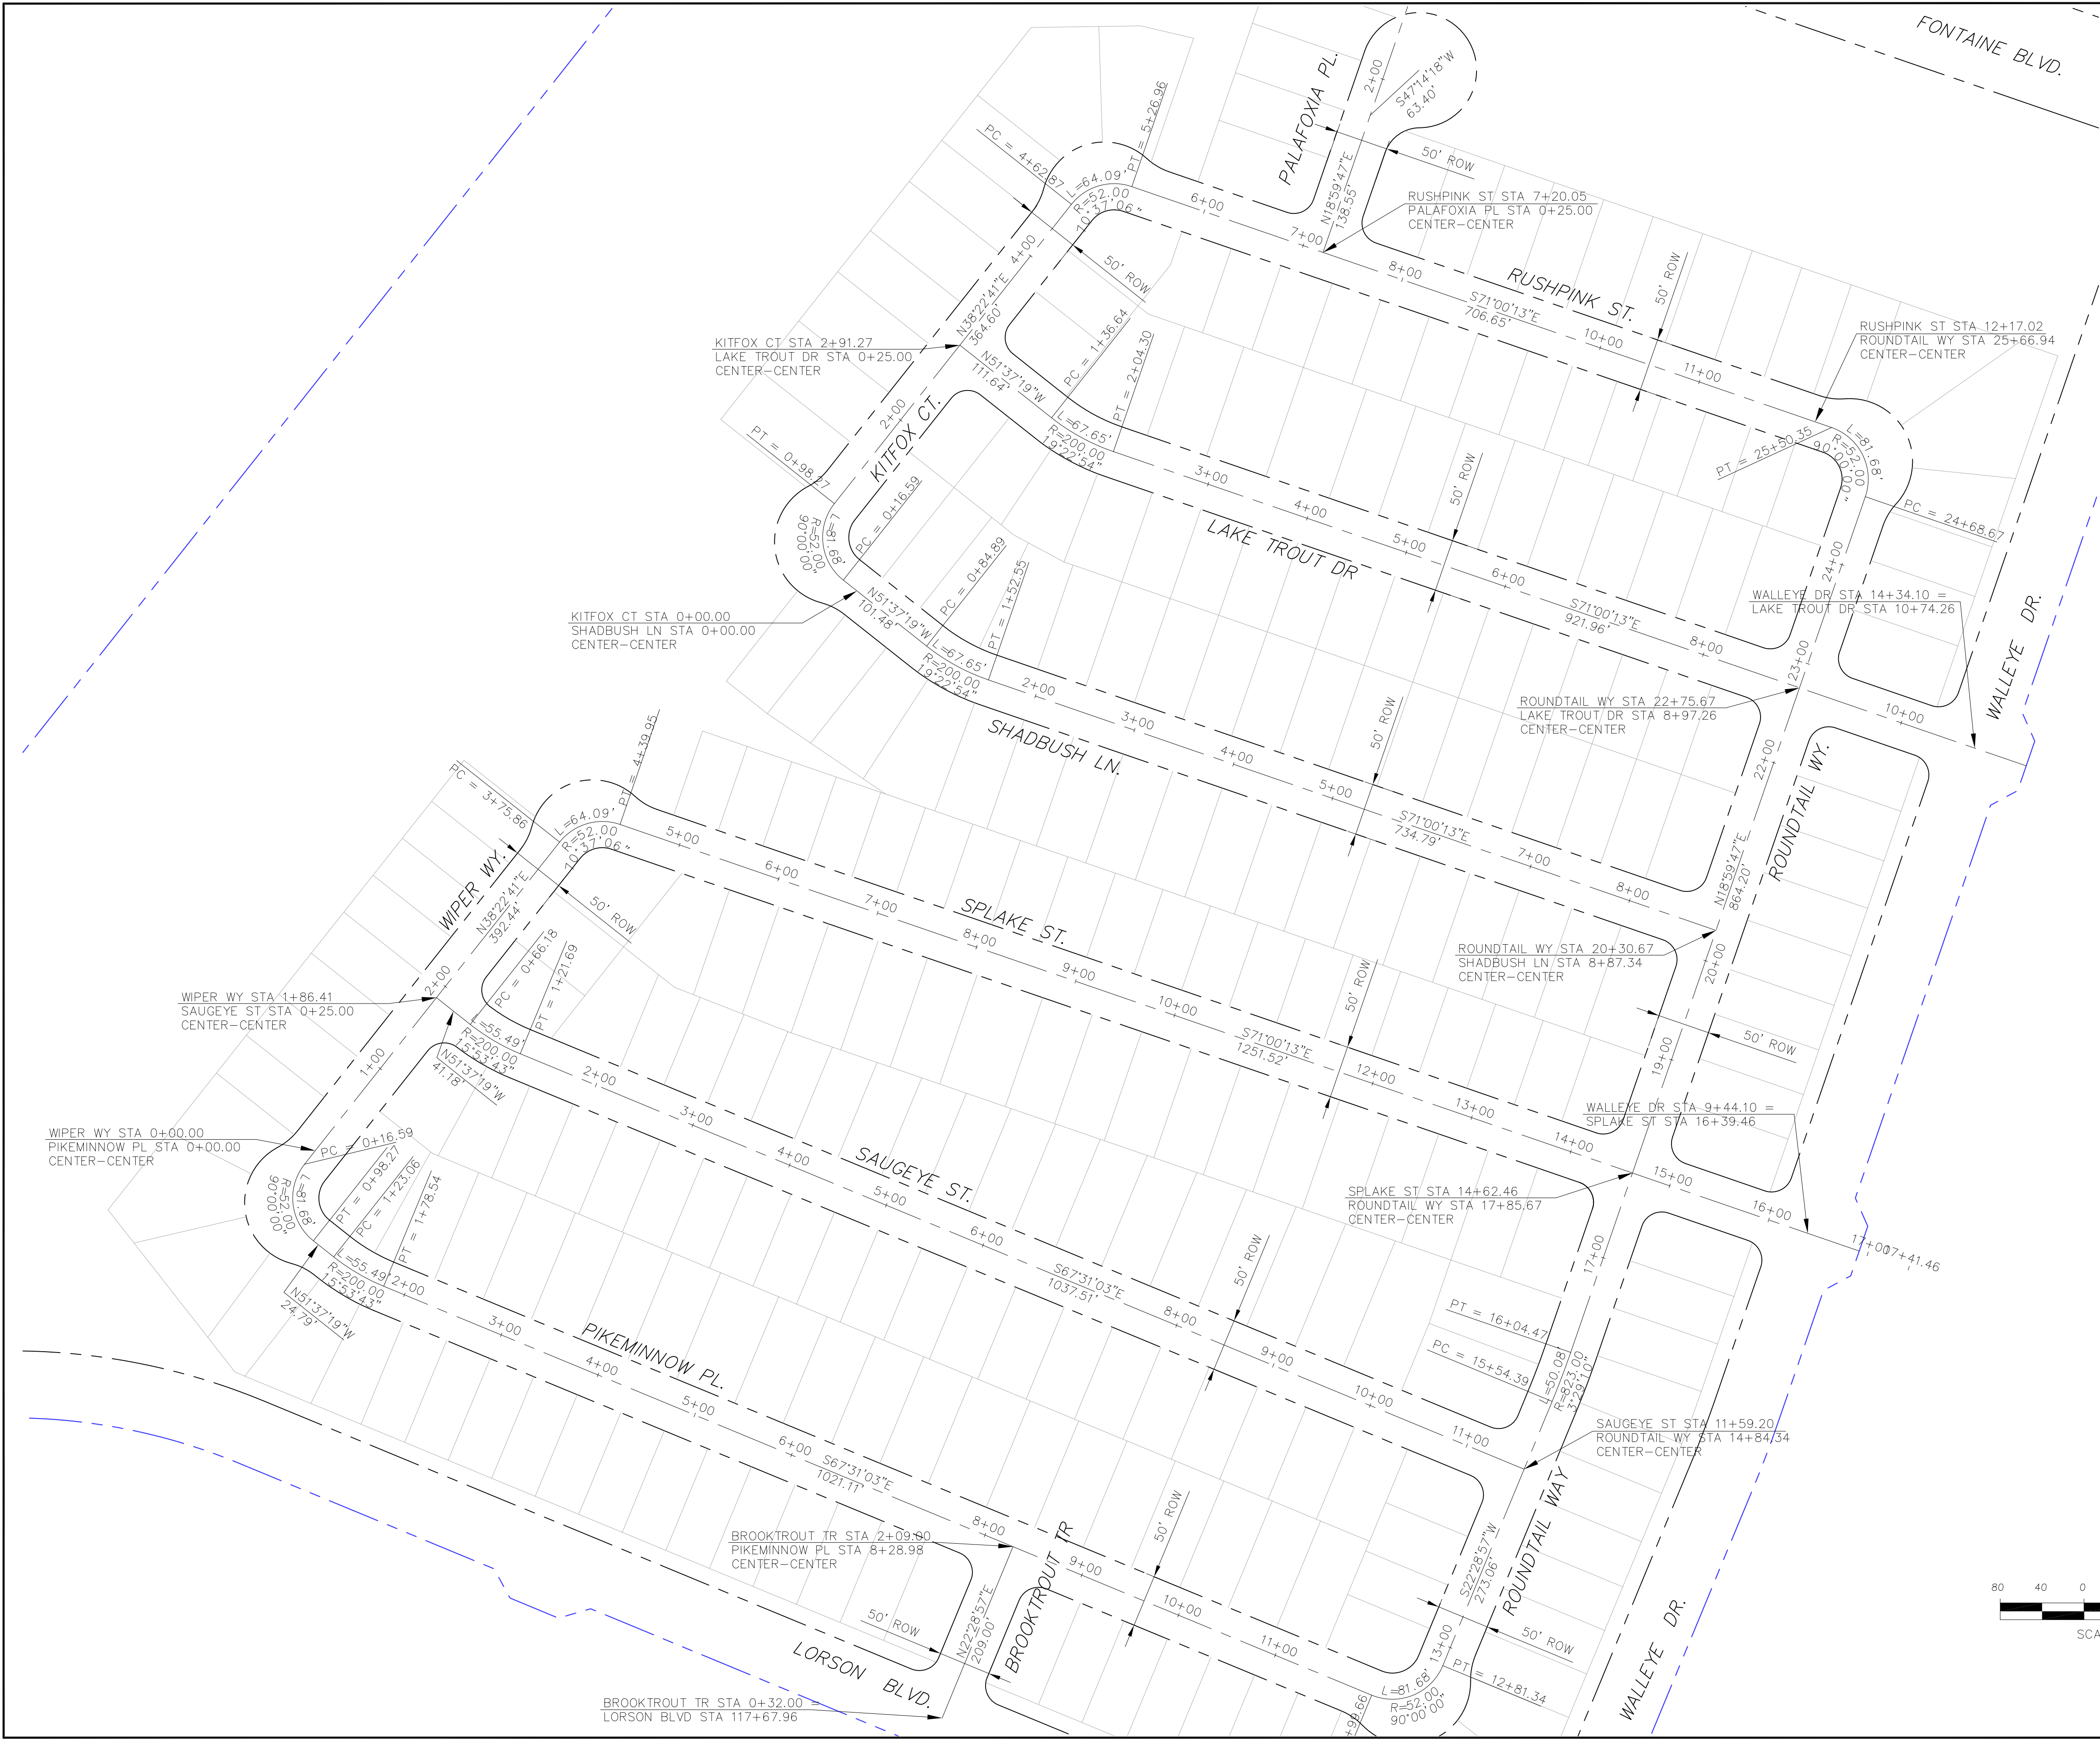 FONTAINE BLVD.
PALAFOXIA PL.
2+00
S47°14'18"W
63.40'
50' ROW
N18°59'47"E
138.55'
RUSHPINK ST STA 7+20.05
PALAFOXIA PL STA 0+25.00
CENTER-CENTER
PC = 4+62.87
PT = 5+26.96
L=64.09'
R=52.00
70°37'06"
6+00
7+00
8+00
S71°00'13"E
706.65'
RUSHPINK ST.
50' ROW
10+00
11+00
RUSHPINK ST STA 12+17.02
ROUNDTAIL WY STA 25+66.94
CENTER-CENTER
4+00
50' ROW
N38°22'41"E
364.60'
KITFOX CT STA 2+91.27
LAKE TROUT DR STA 0+25.00
CENTER-CENTER
N51°37'19"W
111.64'
PC = 1+36.64
PT = 2+04.30
2+00
KITFOX CT.
L=67.65'
R=200.00
19°22'54"
PT = 0+98.27
PC = 0+16.59
L=81.68'
R=52.00
90°00'00"
3+00
4+00
5+00
6+00
50' ROW
LAKE TROUT DR
S71°00'13"E
921.96'
8+00
PT = 25+50.35
L=81.68'
R=52.00
90°00'00"
PC = 24+68.67
24+00
WALLEYE DR STA 14+34.10 =
LAKE TROUT DR STA 10+74.26
WALLEYE DR.
23+00
10+00
ROUNDTAIL WY STA 22+75.67
LAKE TROUT DR STA 8+97.26
CENTER-CENTER
KITFOX CT STA 0+00.00
SHADBUSH LN STA 0+00.00
CENTER-CENTER
N51°37'19"W
101.48'
PC = 0+84.89
PT = 1+52.55
L=67.65'
R=200.00
19°22'54"
2+00
3+00
4+00
5+00
SHADBUSH LN.
50' ROW
S71°00'13"E
734.79'
7+00
8+00
22+00
ROUNDTAIL WY.
N18°59'47"E
864.20'
ROUNDTAIL WY STA 20+30.67
SHADBUSH LN STA 8+87.34
CENTER-CENTER
20+00
50' ROW
19+00
PC = 3+75.86
PT = 4+39.95
L=64.09'
R=52.00
70°37'06"
5+00
6+00
7+00
8+00
9+00
10+00
SPLAKE ST.
50' ROW
S71°00'13"E
1251.52'
12+00
13+00
14+00
15+00
16+00
17+00
17+41.46
WALLEYE DR STA 9+44.10 =
SPLAKE ST STA 16+39.46
SPLAKE ST STA 14+62.46
ROUNDTAIL WY STA 17+85.67
CENTER-CENTER
WIPER WY.
N38°22'41"E
392.44'
50' ROW
2+00
1+00
WIPER WY STA 1+86.41
SAUGEYE ST STA 0+25.00
CENTER-CENTER
PC = 0+66.18
PT = 1+21.69
L=55.49'
R=200.00
15°53'43"
N51°37'19"W
41.18'
2+00
3+00
4+00
5+00
6+00
SAUGEYE ST.
S67°31'03"E
1037.51'
50' ROW
8+00
9+00
10+00
11+00
17+00
PT = 16+04.47
PC = 15+54.39
L=50.08'
R=823.00
3°29'10"
SAUGEYE ST STA 11+59.20
ROUNDTAIL WY STA 14+84.34
CENTER-CENTER
WIPER WY STA 0+00.00
PIKEMINNOW PL STA 0+00.00
CENTER-CENTER
PC = 0+16.59
PT = 0+98.27
PC = 1+23.06
PT = 1+78.54
L=81.68'
R=52.00
90°00'00"
L=55.49'
R=200.00
15°53'43"
N51°37'19"W
24.79'
2+00
3+00
4+00
5+00
6+00
PIKEMINNOW PL.
S67°31'03"E
1021.11'
8+00
9+00
10+00
11+00
50' ROW
BROOKTROUT TR STA 2+09.00
PIKEMINNOW PL STA 8+28.98
CENTER-CENTER
BROOKTROUT TR
N22°28'57"E
209.00'
50' ROW
LORSON BLVD.
BROOKTROUT TR STA 0+32.00 =
LORSON BLVD STA 117+67.96
S22°28'57"W
273.06'
ROUNDTAIL WAY
50' ROW
13+00
PT = 12+81.34
L=81.68'
R=52.00
90°00'00"
+99.66
WALLEYE DR.
80 40 0
SCA